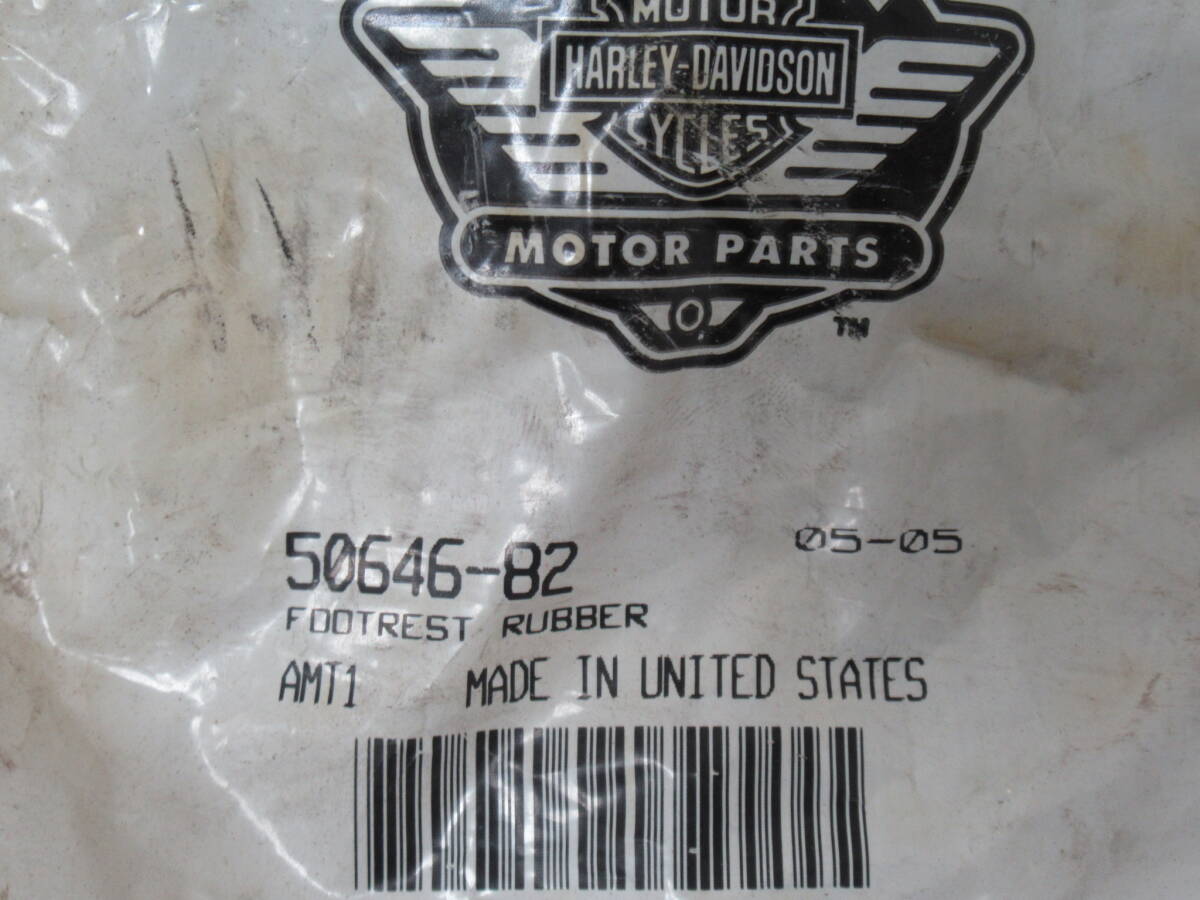 MOTOR
HARLEY-DAVIDSON
CYCLES
MOTOR PARTS
TM
50646-82 05-05
FOOTREST RUBBER
AMT1 MADE IN UNITED STATES